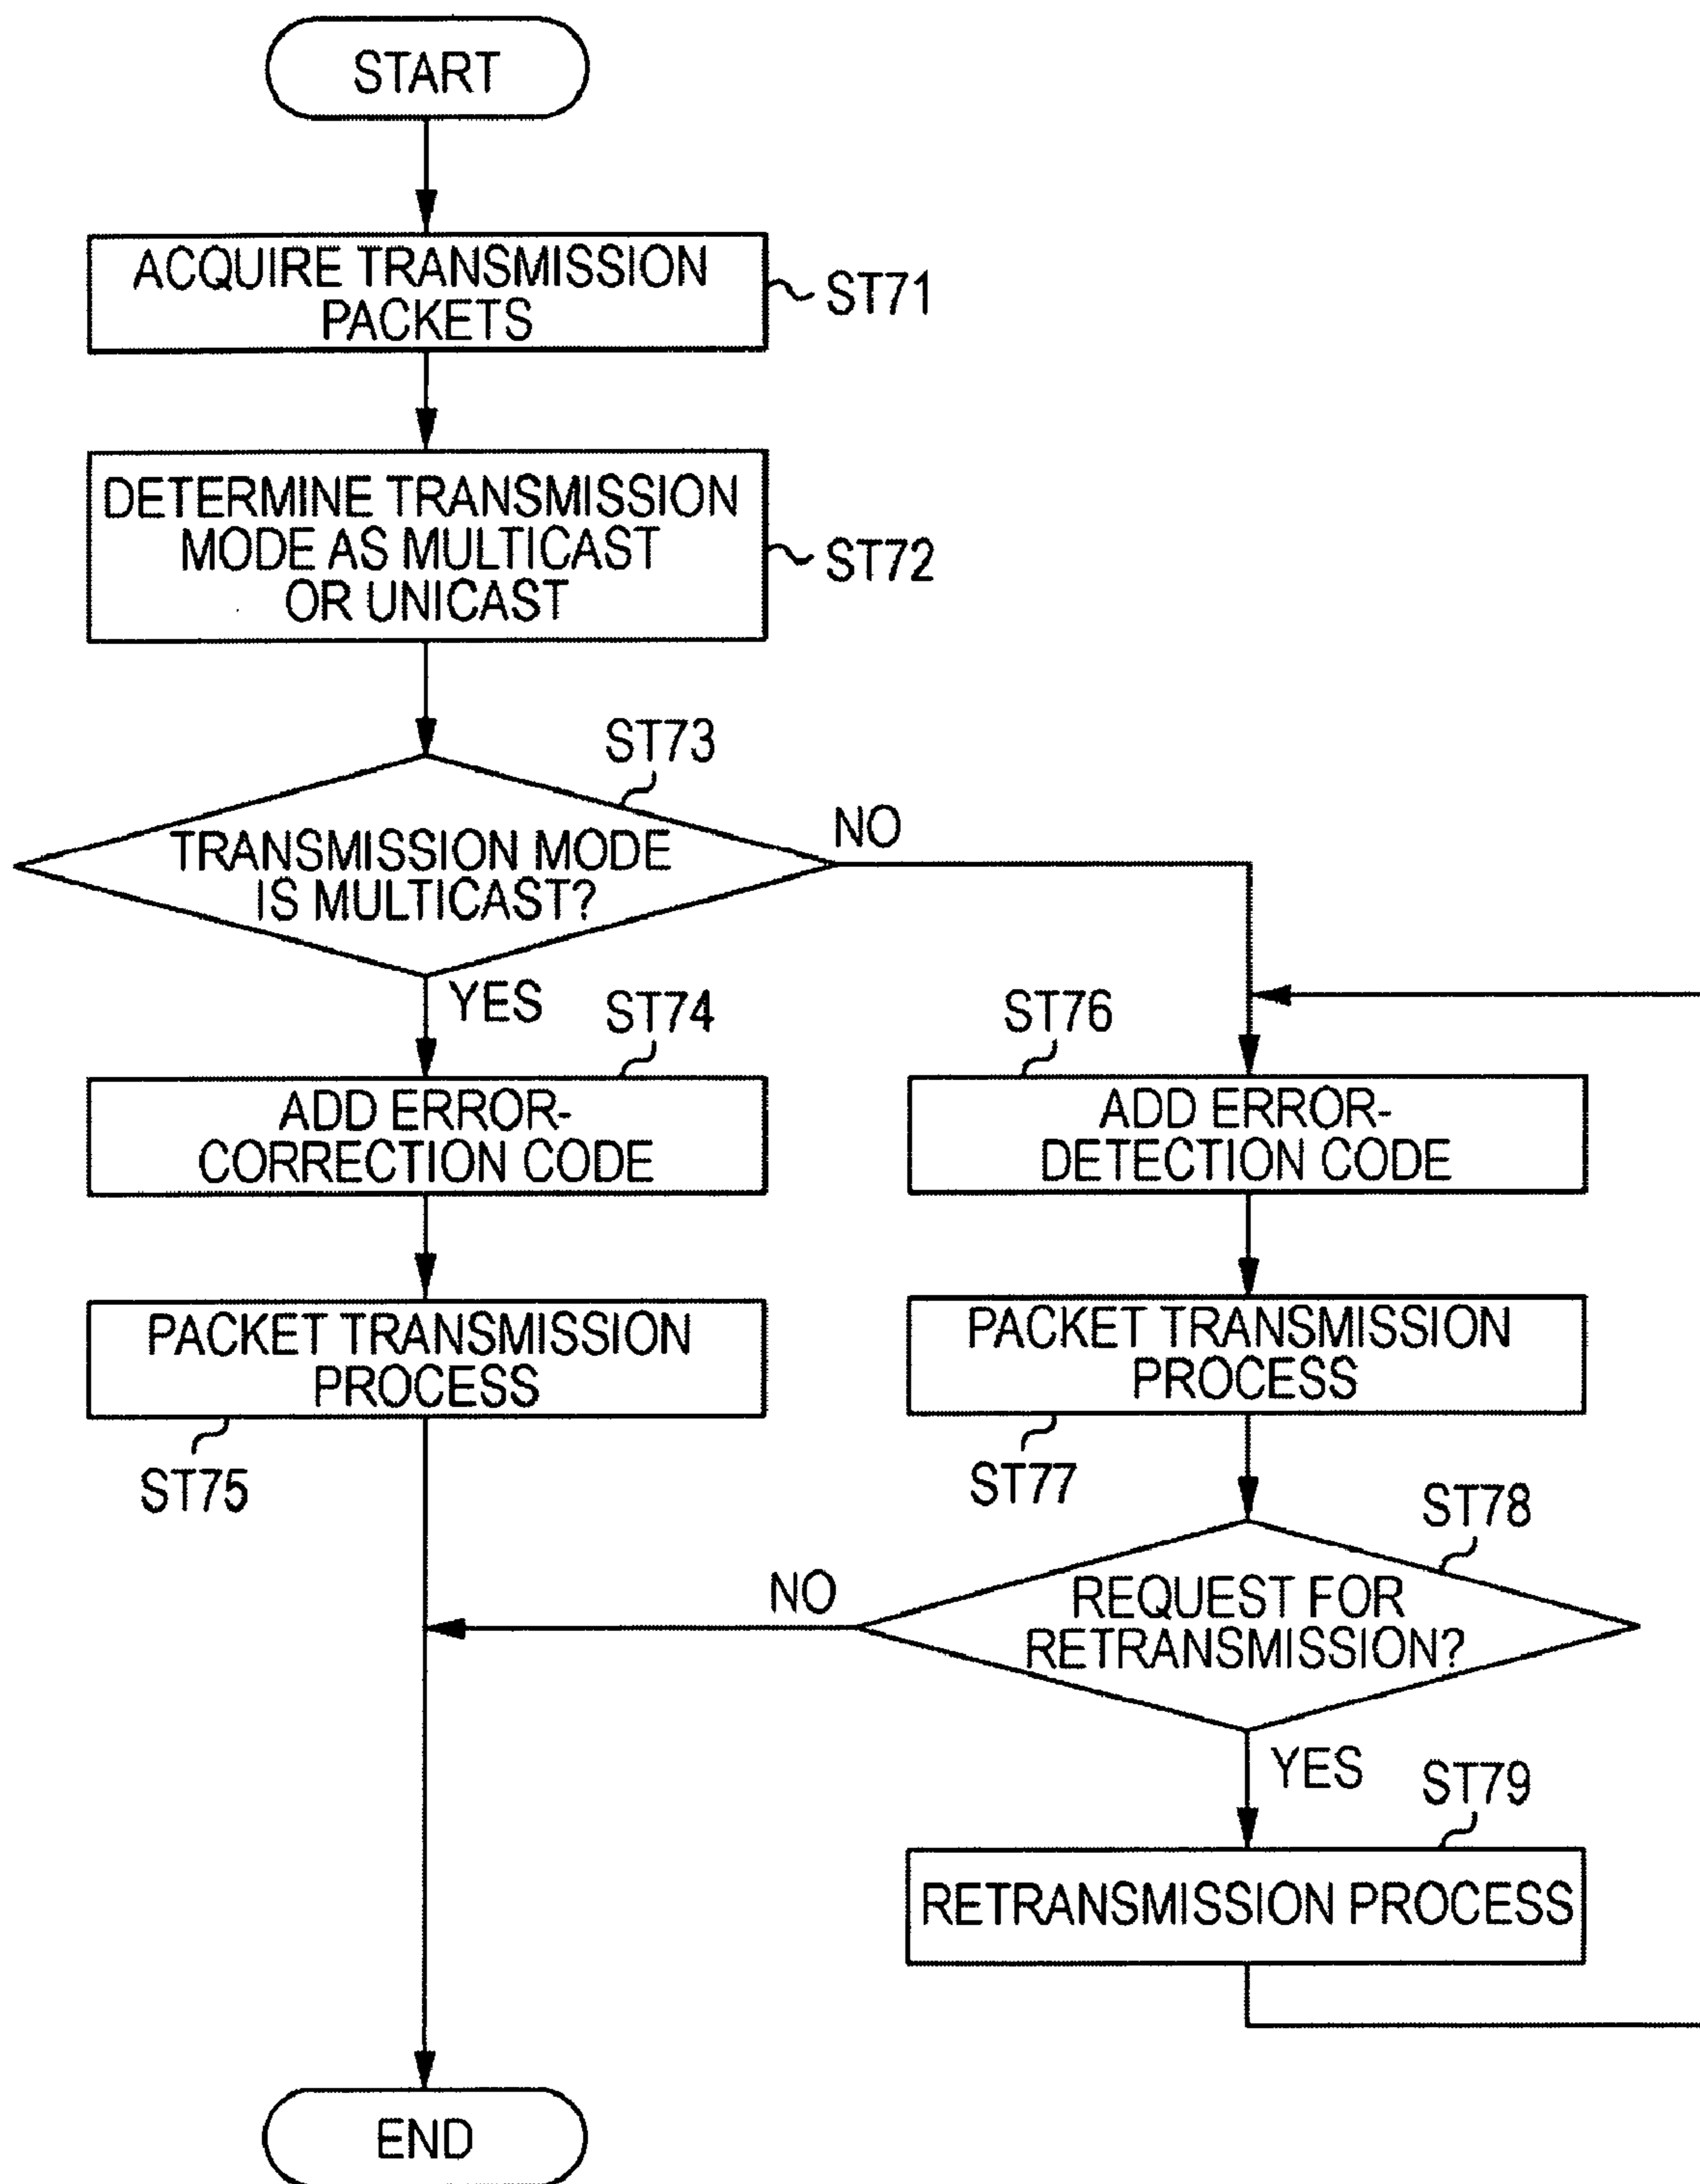 START
ACQUIRE TRANSMISSION
PACKETS
ST71
DETERMINE TRANSMISSION
MODE AS MULTICAST
OR UNICAST
ST72
ST73
TRANSMISSION MODE
IS MULTICAST?
NO
YES
ST74
ADD ERROR-
CORRECTION CODE
ST76
ADD ERROR-
DETECTION CODE
PACKET TRANSMISSION
PROCESS
ST75
PACKET TRANSMISSION
PROCESS
ST77
ST78
REQUEST FOR
RETRANSMISSION?
NO
YES
ST79
RETRANSMISSION PROCESS
END